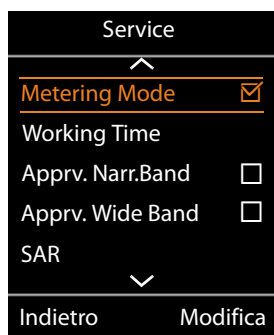 Service
Metering Mode
Working Time
Apprv. Narr.Band
Apprv. Wide Band
SAR
Indietro Modifica